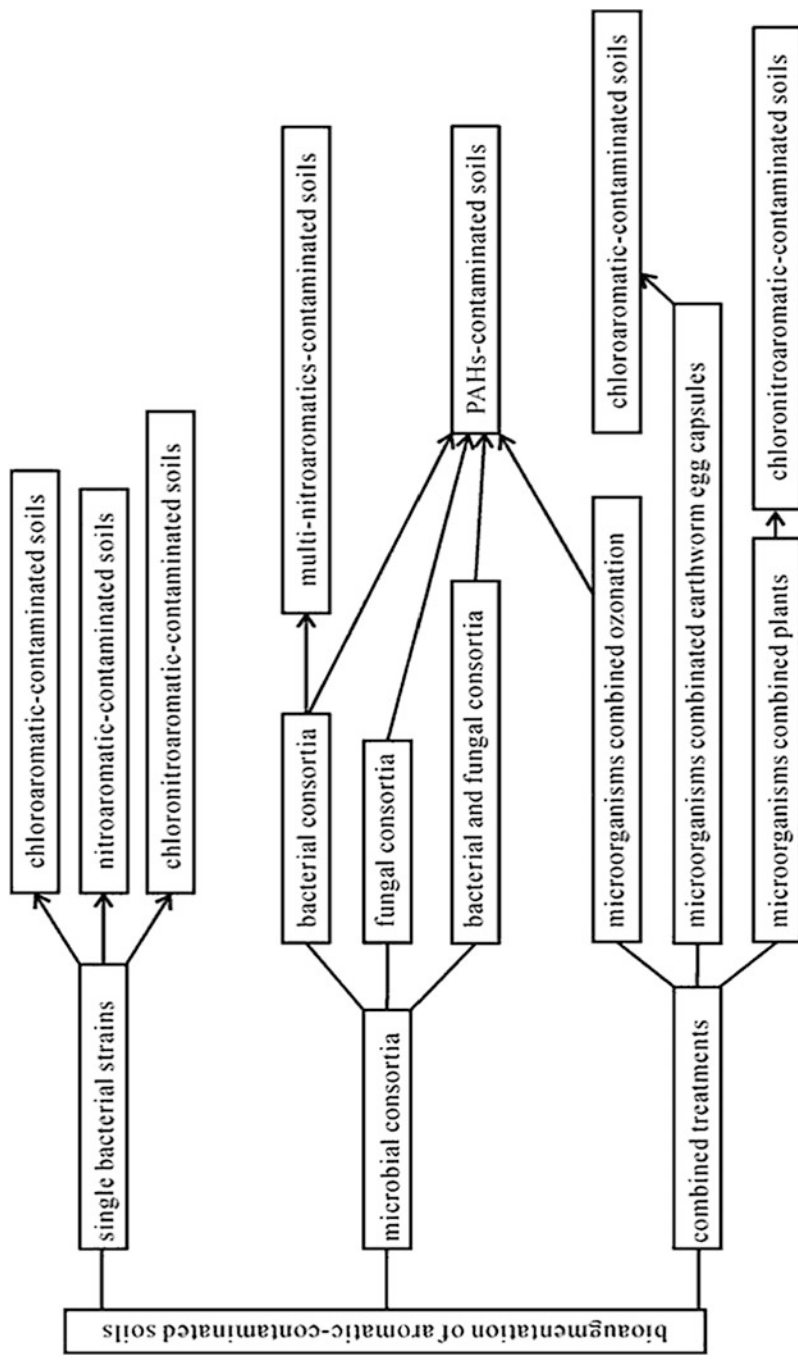 bioaugmentation of aromatic-contaminated soils
single bacterial strains
chloroaromatic-contaminated soils
nitroaromatic-contaminated soils
chloronitroaromatic-contaminated soils
microbial consortia
bacterial consortia
fungal consortia
bacterial and fungal consortia
multi-nitroaromatics-contaminated soils
PAHs-contaminated soils
combined treatments
microorganisms combined ozonation
microorganisms combinated earthworm egg capsules
microorganisms combined plants
chloroaromatic-contaminated soils
chloronitroaromatic-contaminated soils